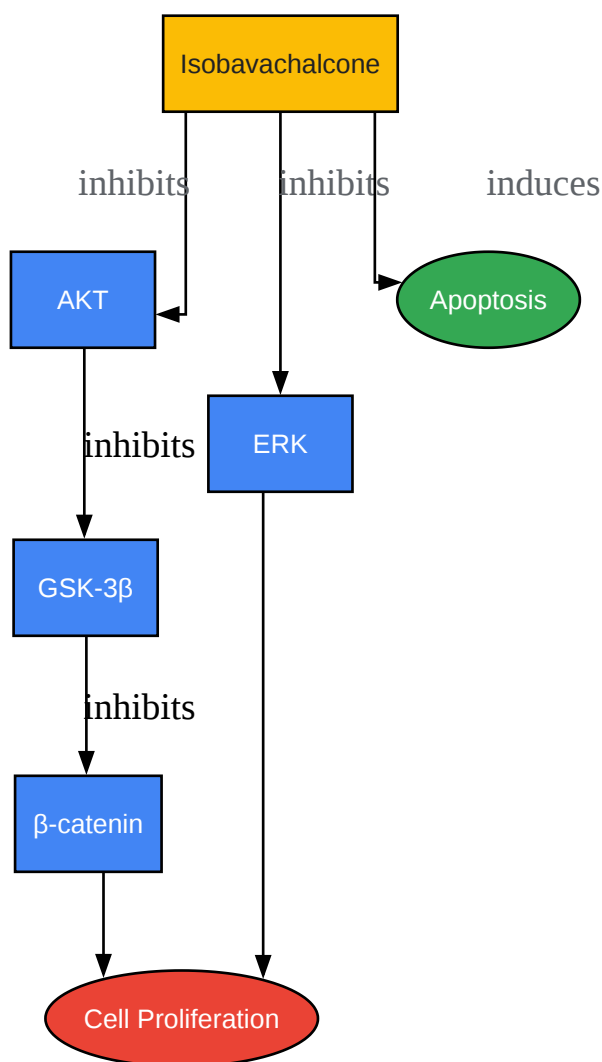 Isobavachalcone
inhibits
inhibits
induces
AKT
Apoptosis
inhibits
ERK
GSK-3β
inhibits
β-catenin
Cell Proliferation